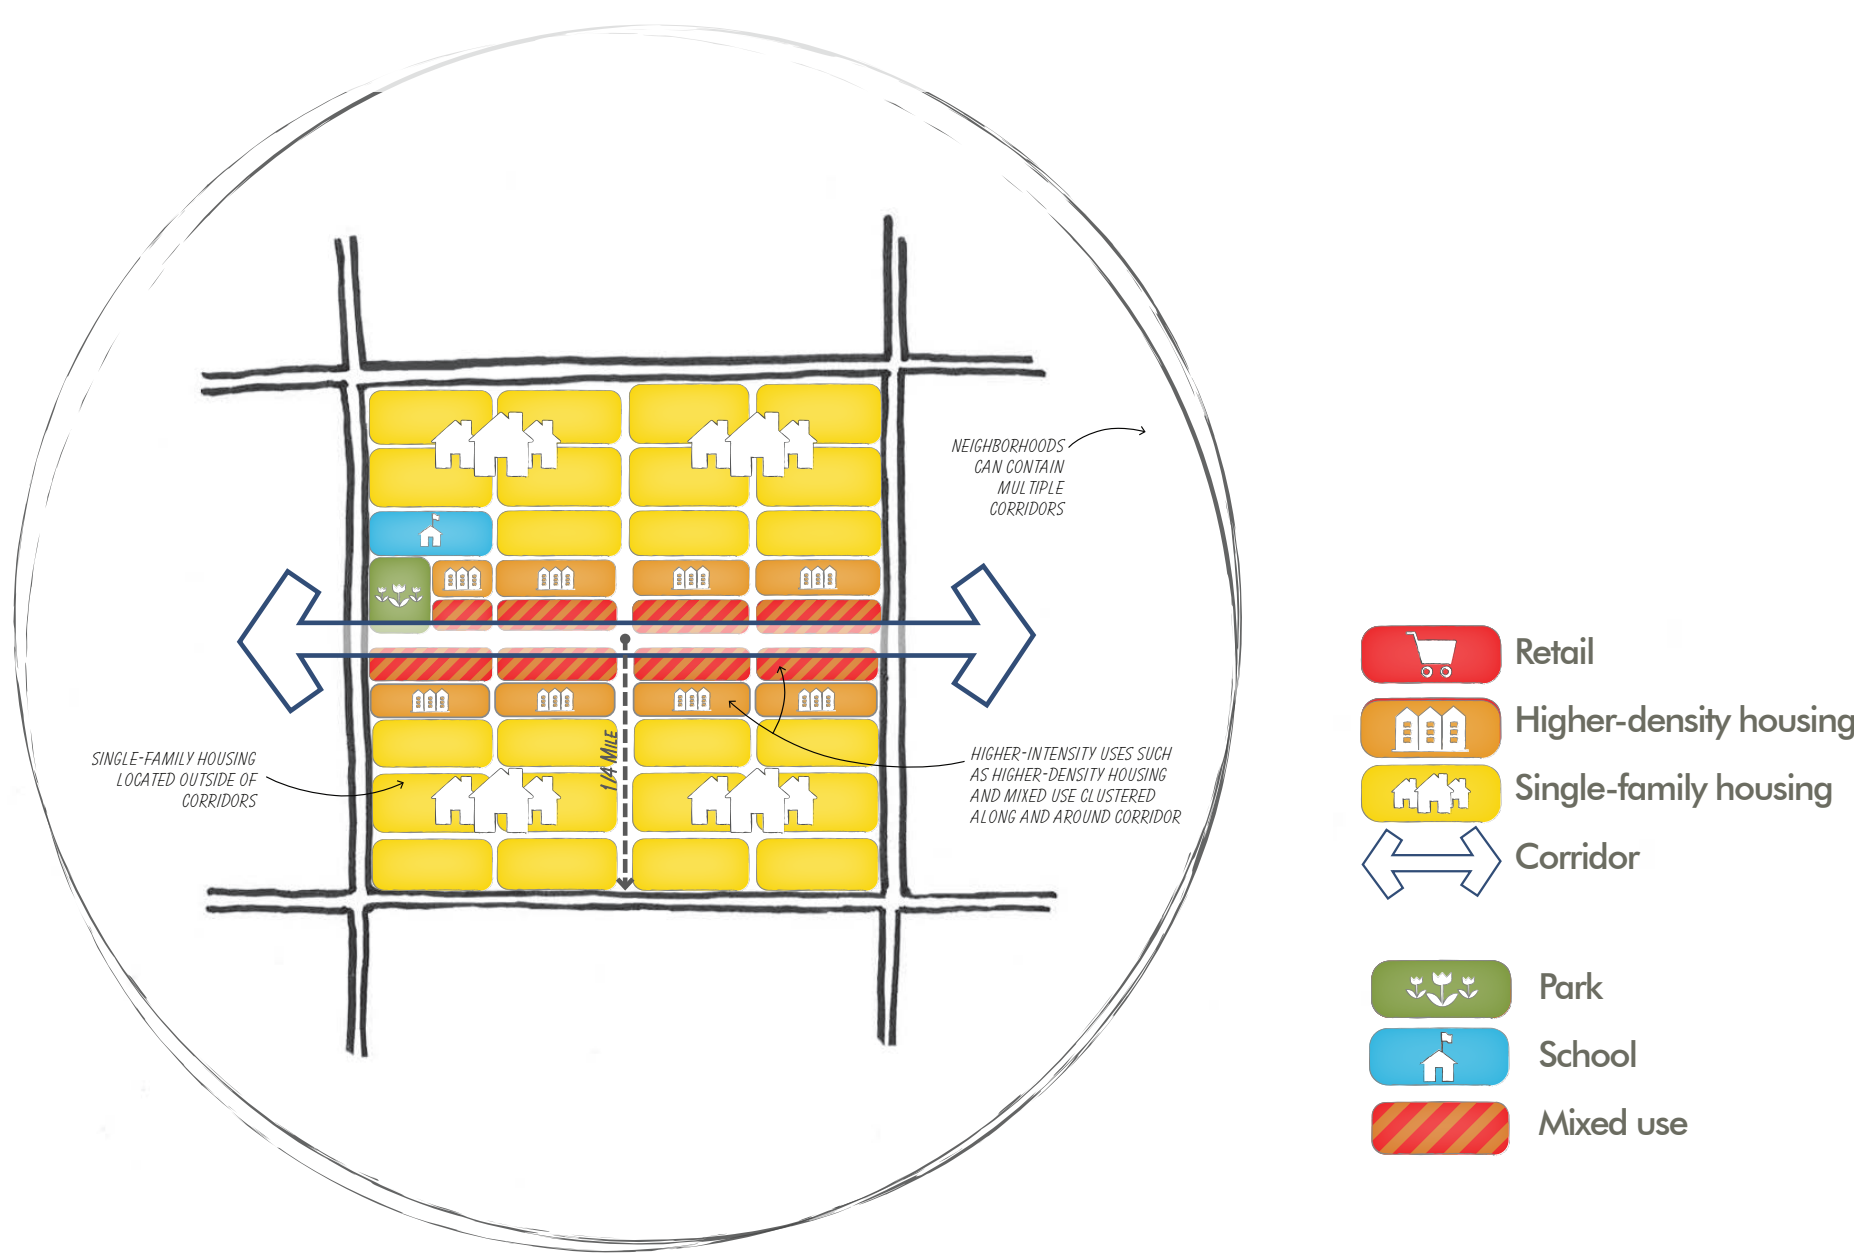 NEIGHBORHOODS
CAN CONTAIN
MULTIPLE
CORRIDORS
1/4 MILE
SINGLE-FAMILY HOUSING
LOCATED OUTSIDE OF
CORRIDORS
HIGHER-INTENSITY USES SUCH
AS HIGHER-DENSITY HOUSING
AND MIXED USE CLUSTERED
ALONG AND AROUND CORRIDOR
Retail
Higher-density housing
Single-family housing
Corridor
Park
School
Mixed use